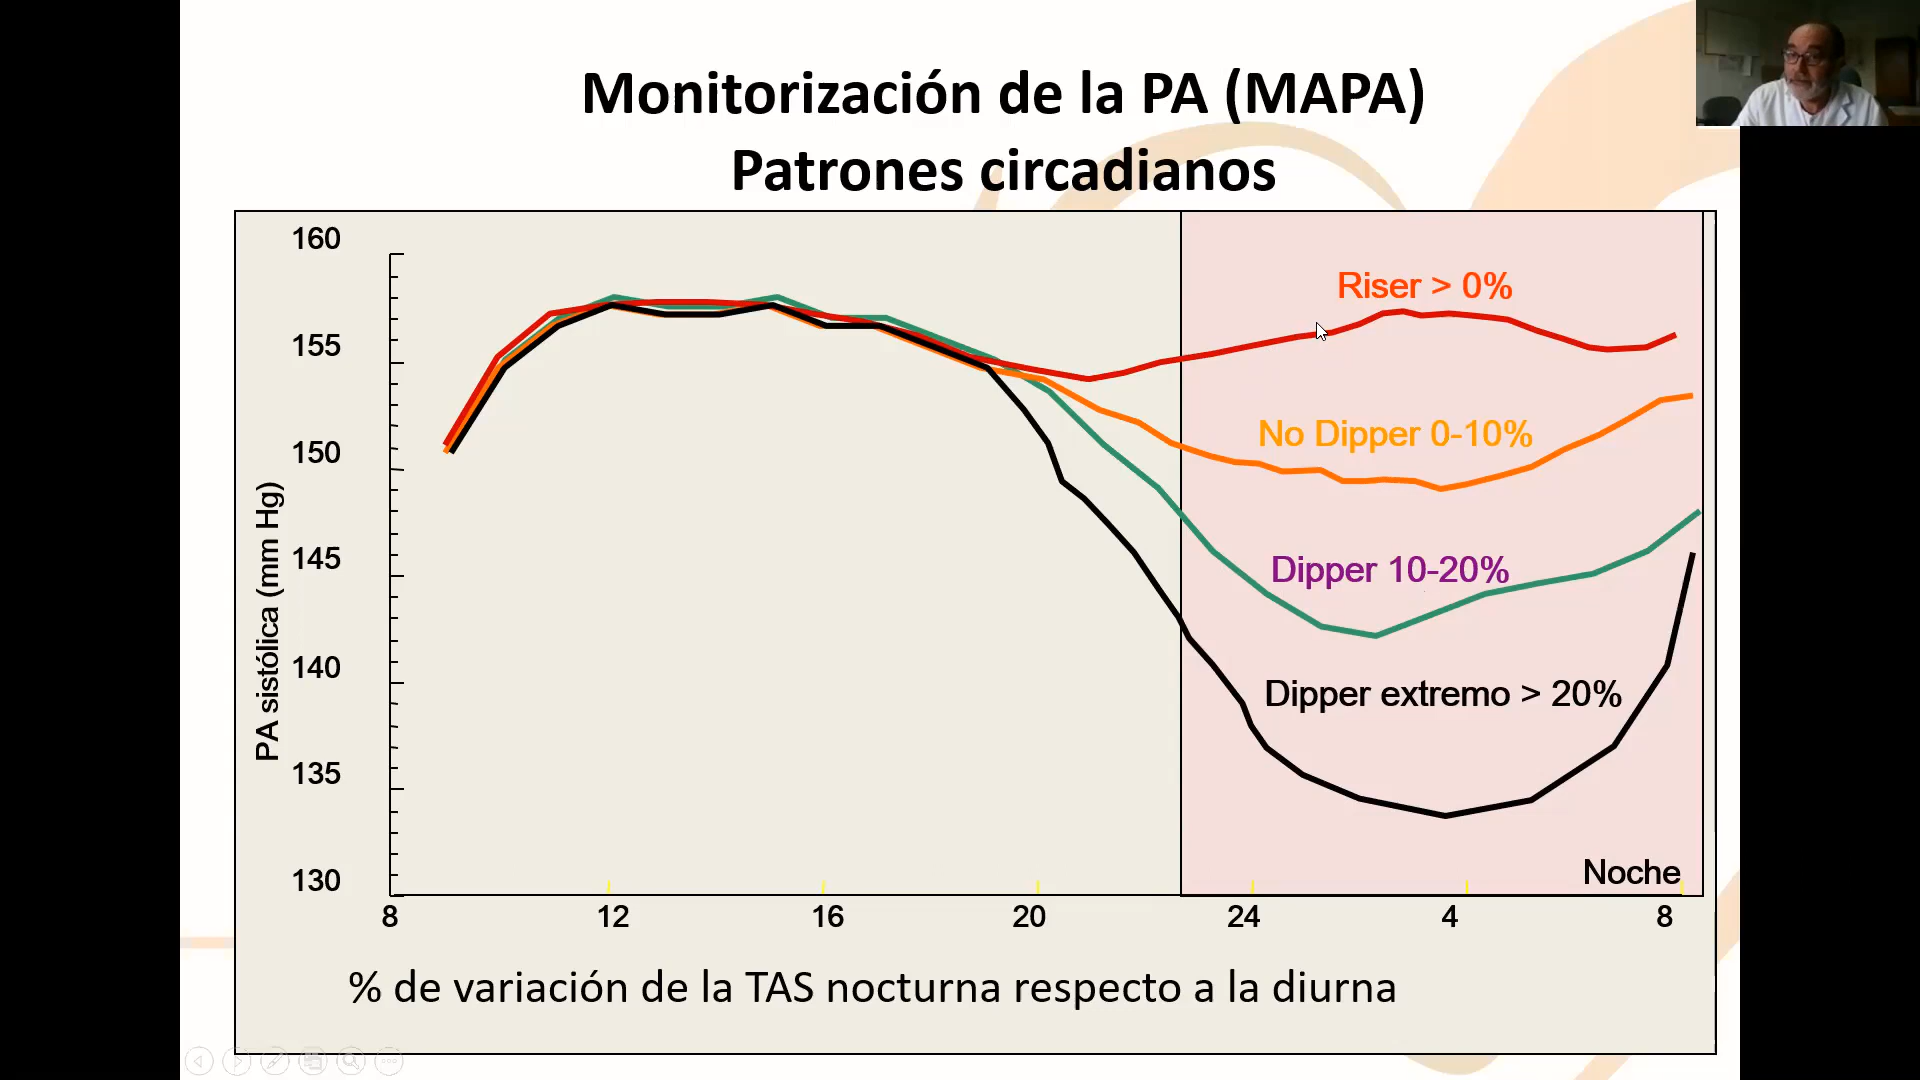 Monitorización de la PA (MAPA)
Patrones circadianos
160
155
150
145
140
135
130
PA sistólica (mm Hg)
Riser > 0%
No Dipper 0-10%
Dipper 10-20%
Dipper extremo > 20%
Noche
8 12 16 20 24 4 8
% de variación de la TAS nocturna respecto a la diurna